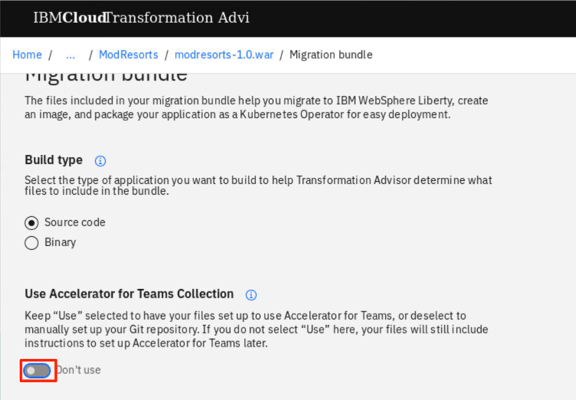 IBM Cloud Transformation Advi
Home / ... / ModResorts / modresorts-1.0.war / Migration bundle
Migration bundle
The files included in your migration bundle help you migrate to IBM WebSphere Liberty, create
an image, and package your application as a Kubernetes Operator for easy deployment.
Build type
Select the type of application you want to build to help Transformation Advisor determine what
files to include in the bundle.
Source code
Binary
Use Accelerator for Teams Collection
Keep “Use” selected to have your files set up to use Accelerator for Teams, or deselect to
manually set up your Git repository. If you do not select “Use” here, your files will still include
instructions to set up Accelerator for Teams later.
Don't use